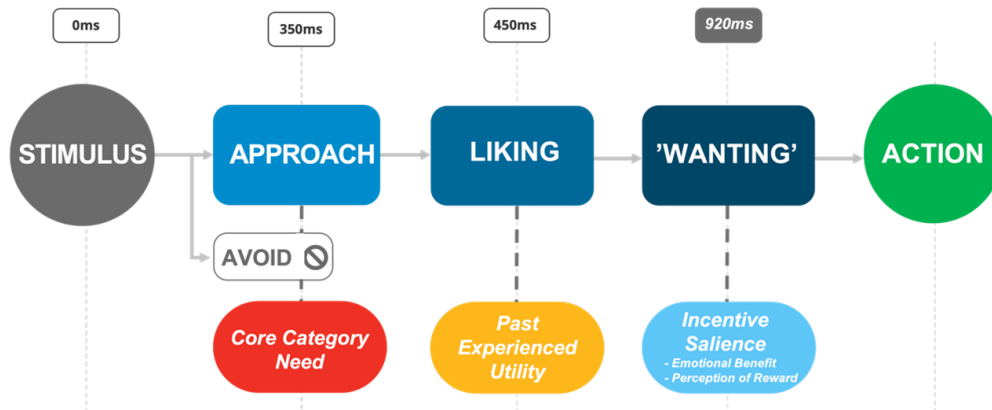 0ms
350ms
450ms
920ms
STIMULUS
APPROACH
LIKING
’WANTING’
ACTION
AVOID
Core Category
Need
Past
Experienced
Utility
Incentive
Salience
- Emotional Benefit
- Perception of Reward